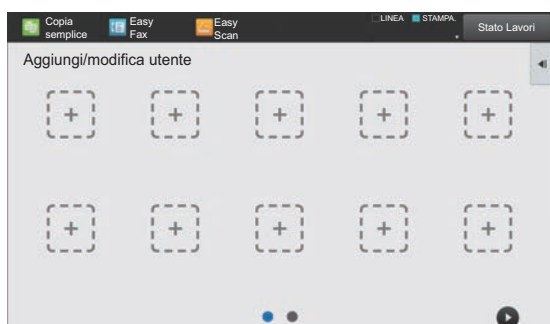 Copia
semplice
Easy
Fax
Easy
Scan
LINEA
STAMPA.
Stato Lavori
Aggiungi/modifica utente